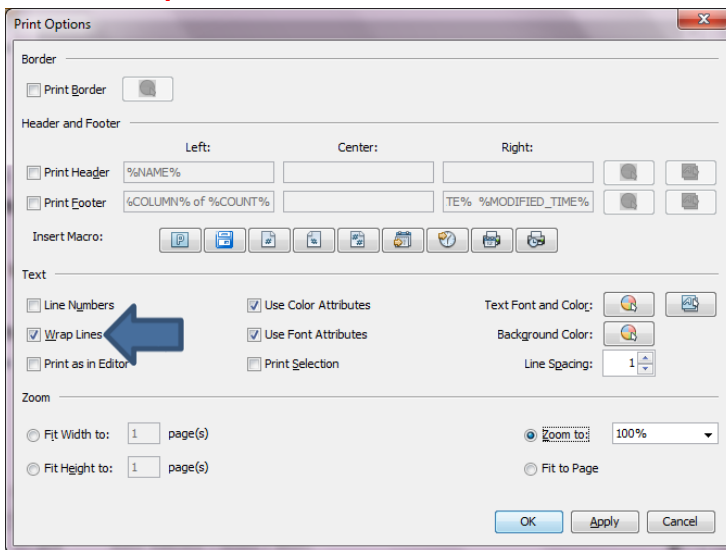 Print Options
Border
Print Border
Header and Footer
Left: Center: Right:
Print Header %NAME%
Print Footer %COLUMN% of %COUNT% TE% %MODIFIED_TIME%
Insert Macro:
Text
Line Numbers Use Color Attributes Text Font and Color:
Wrap Lines Use Font Attributes Background Color:
Print as in Editor Print Selection Line Spacing: 1
Zoom
Fit Width to: 1 page(s) Zoom to: 100%
Fit Height to: 1 page(s) Fit to Page
OK Apply Cancel